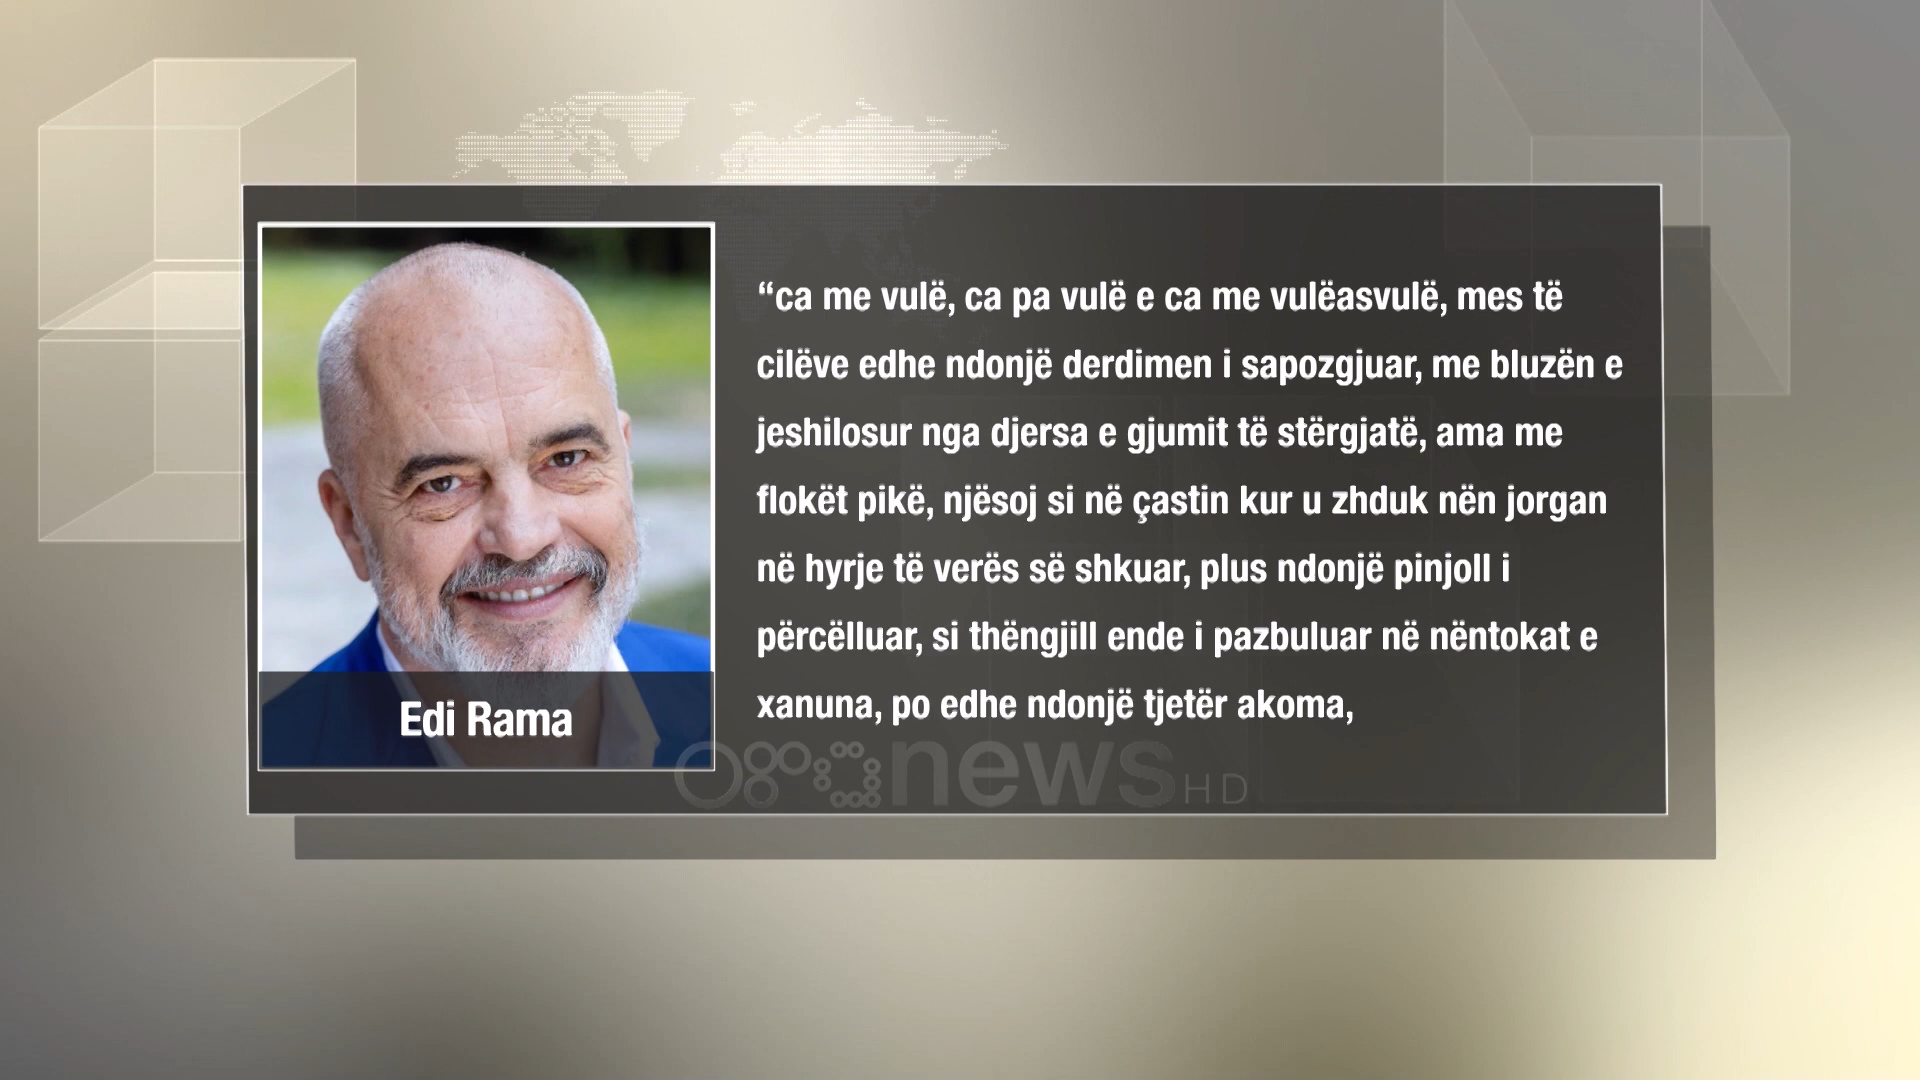 “ca me vulë, ca pa vulë e ca me vulëasvulë, mes të
cilëve edhe ndonjë derdimen i sapozgjuar, me bluzën e
jeshilosur nga djersa e gjumit të stërgjatë, ama me
flokët pikë, njësoj si në çastin kur u zhduk nën jorgan
në hyrje të verës së shkuar, plus ndonjë pinjoll i
përcëlluar, si thëngjill ende i pazbuluar në nëntokat e
xanuna, po edhe ndonjë tjetër akoma,
Edi Rama
news HD